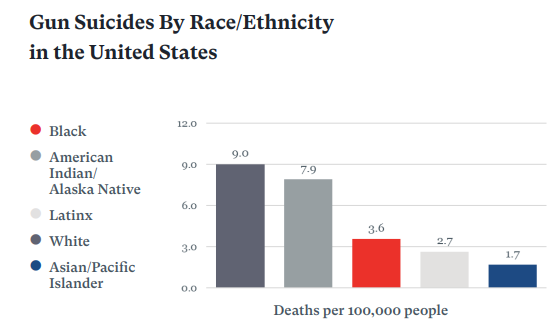 Gun Suicides By Race/Ethnicity
in the United States
Black
American
Indian/
Alaska Native
Latinx
White
Asian/Pacific
Islander
12.0
9.0
6.0
3.0
0.0
9.0
7.9
3.6
2.7
1.7
Deaths per 100,000 people